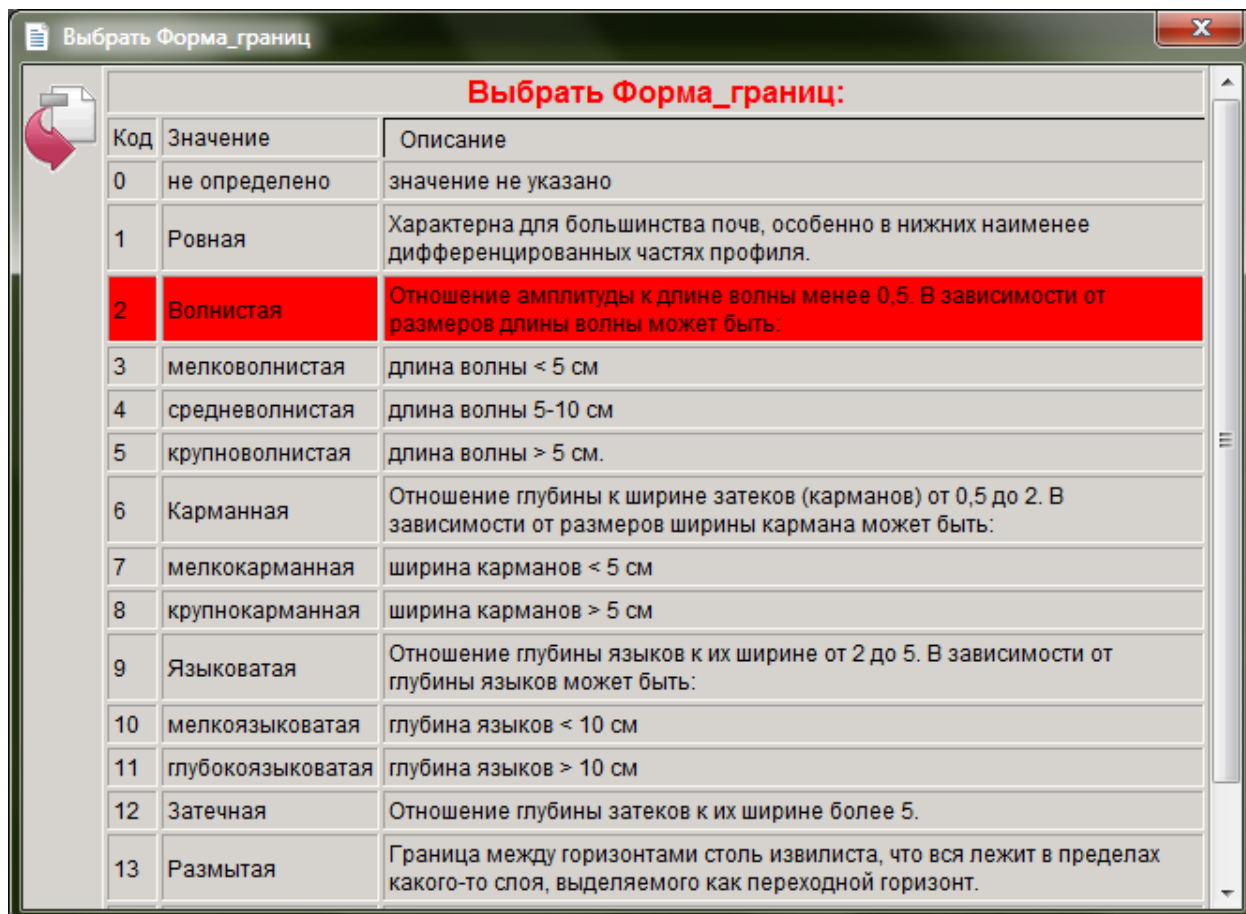 Выбрать Форма_границ
Выбрать Форма_границ:
Код Значение Описание
0 не определено значение не указано
1 Ровная Характерна для большинства почв, особенно в нижних наименее
дифференцированных частях профиля.
2 Волнистая Отношение амплитуды к длине волны менее 0,5. В зависимости от
размеров длины волны может быть:
3 мелковолнистая длина волны < 5 см
4 средневолнистая длина волны 5-10 см
5 крупноволнистая длина волны > 5 см.
6 Карманная Отношение глубины к ширине затеков (карманов) от 0,5 до 2. В
зависимости от размеров ширины кармана может быть:
7 мелкокарманная ширина карманов < 5 см
8 крупнокарманная ширина карманов > 5 см
9 Языковатая Отношение глубины языков к их ширине от 2 до 5. В зависимости от
глубины языков может быть:
10 мелкоязыковатая глубина языков < 10 см
11 глубокоязыковатая глубина языков > 10 см
12 Затечная Отношение глубины затеков к их ширине более 5.
13 Размытая Граница между горизонтами столь извилиста, что вся лежит в пределах
какого-то слоя, выделяемого как переходной горизонт.